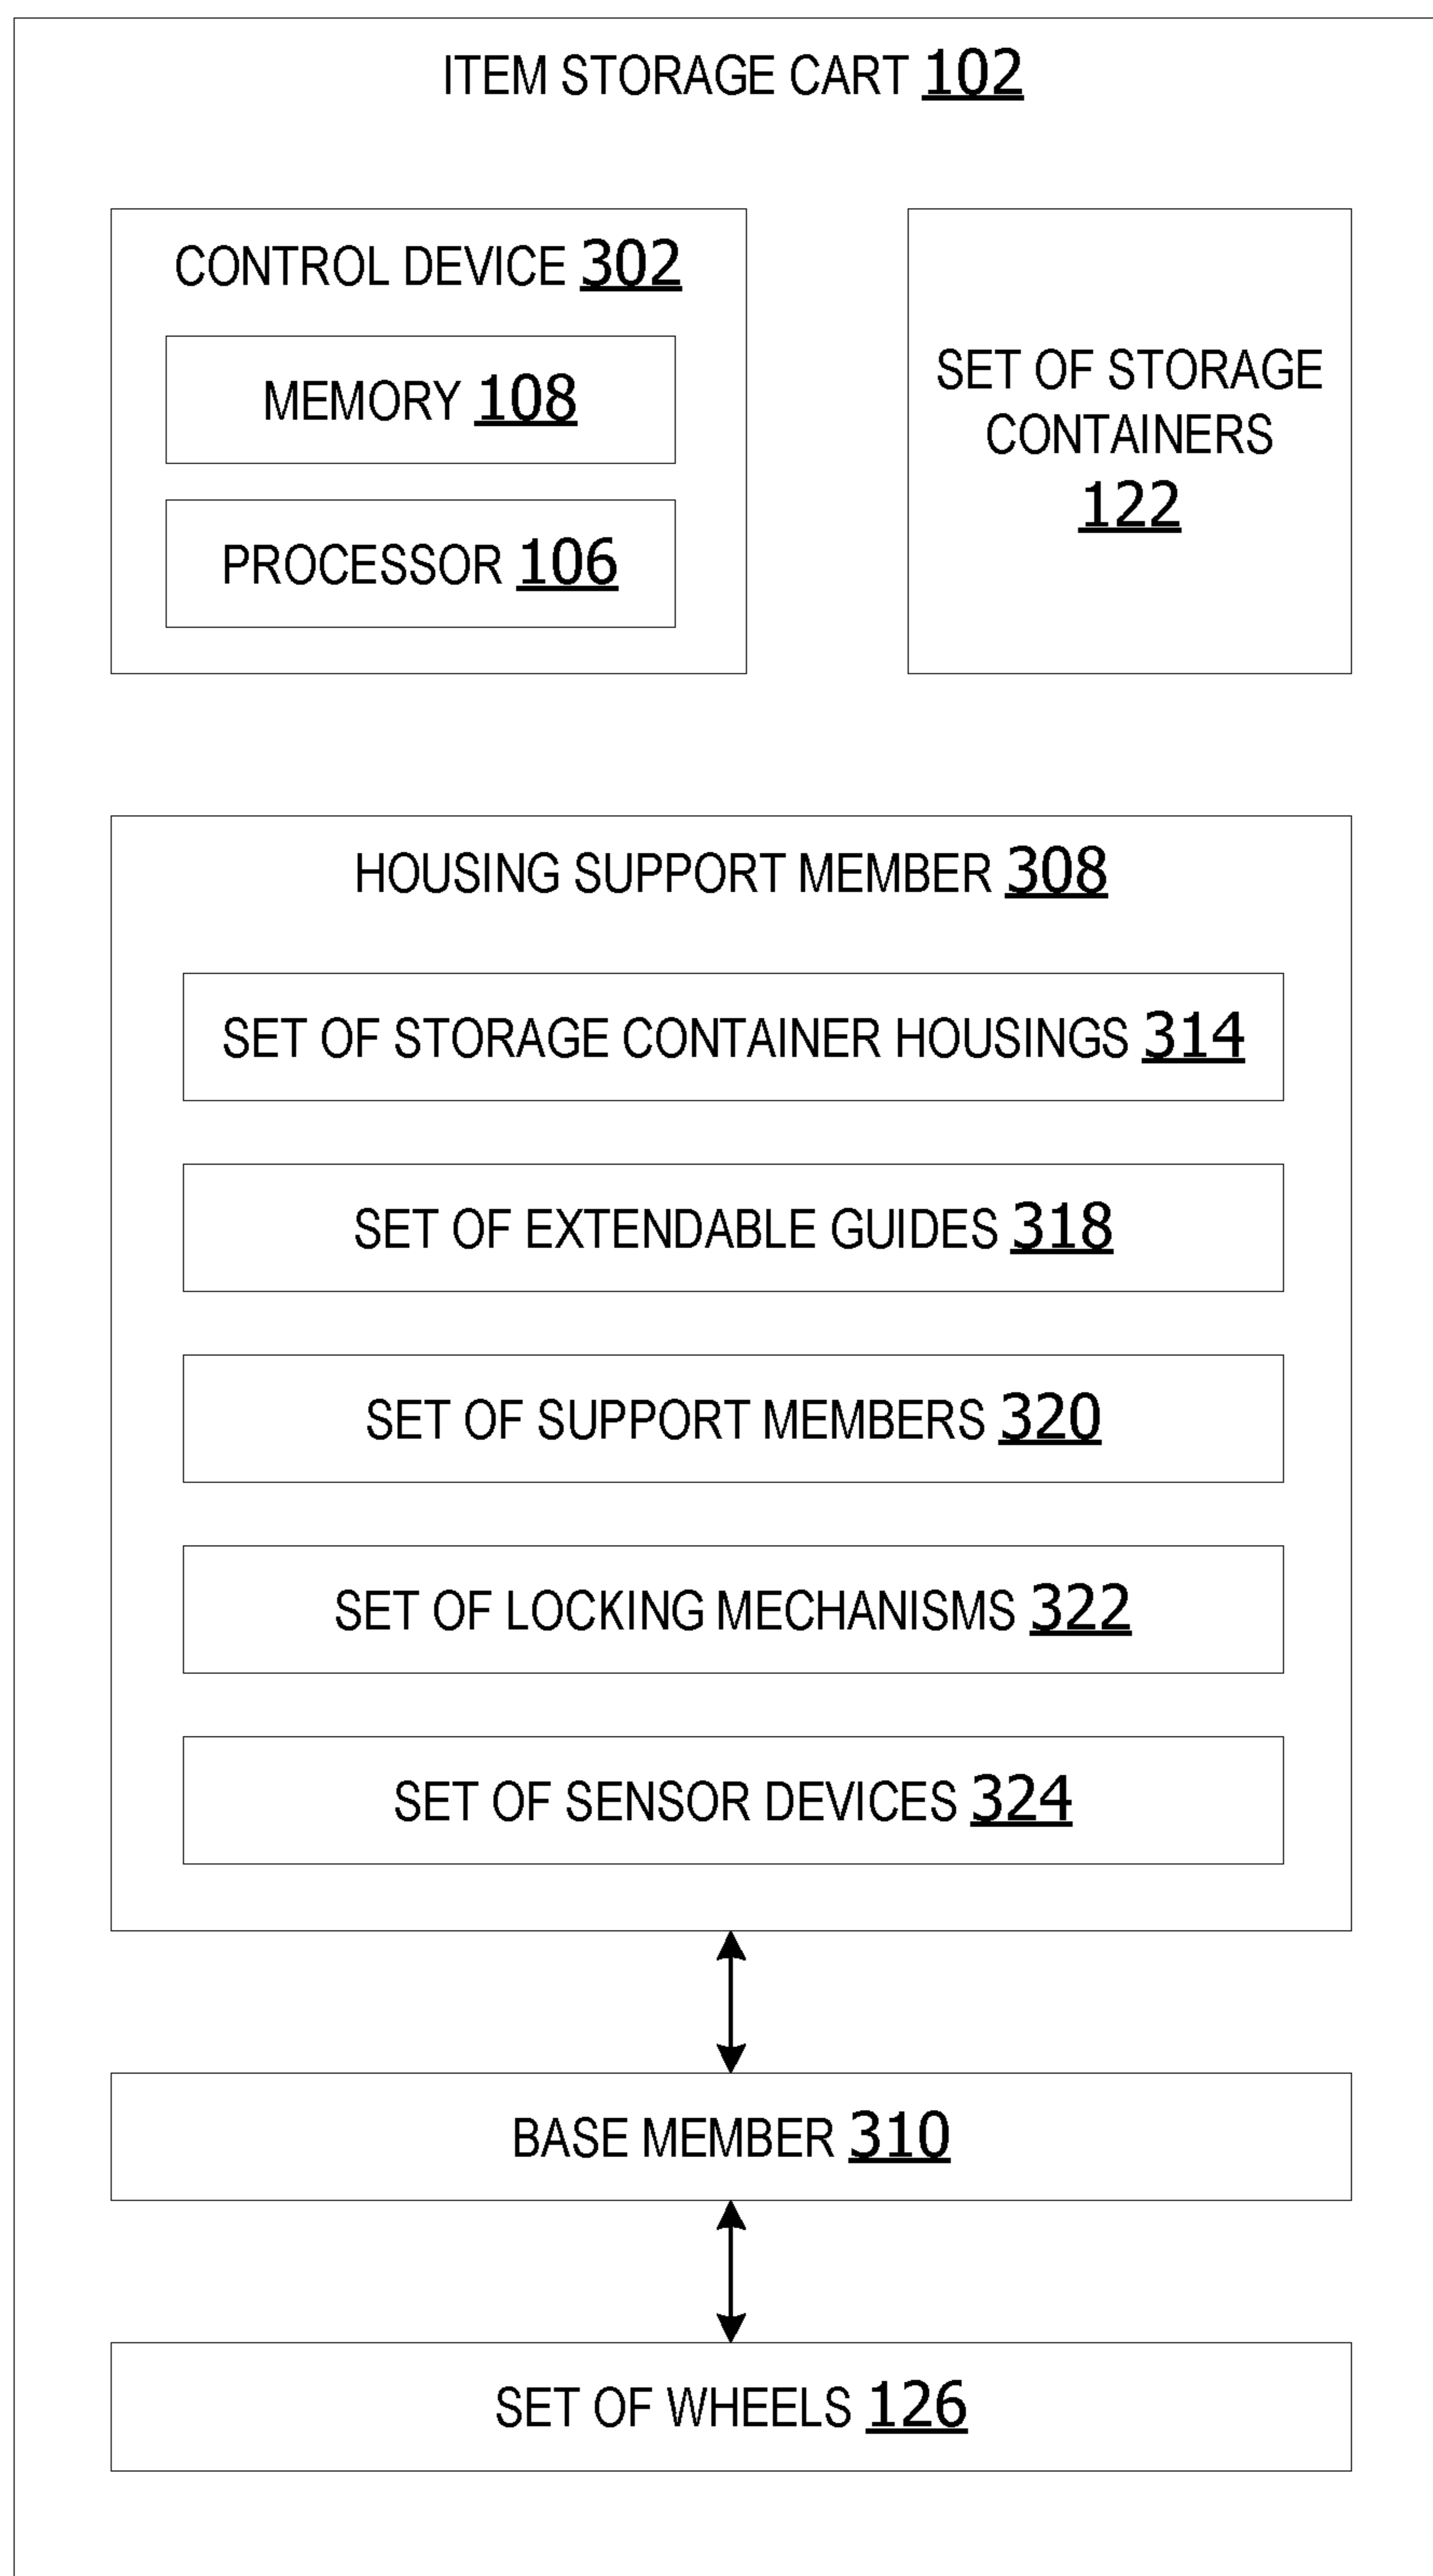 ITEM STORAGE CART 102
CONTROL DEVICE 302
MEMORY 108
PROCESSOR 106
SET OF STORAGE
CONTAINERS
122
HOUSING SUPPORT MEMBER 308
SET OF STORAGE CONTAINER HOUSINGS 314
SET OF EXTENDABLE GUIDES 318
SET OF SUPPORT MEMBERS 320
SET OF LOCKING MECHANISMS 322
SET OF SENSOR DEVICES 324
BASE MEMBER 310
SET OF WHEELS 126